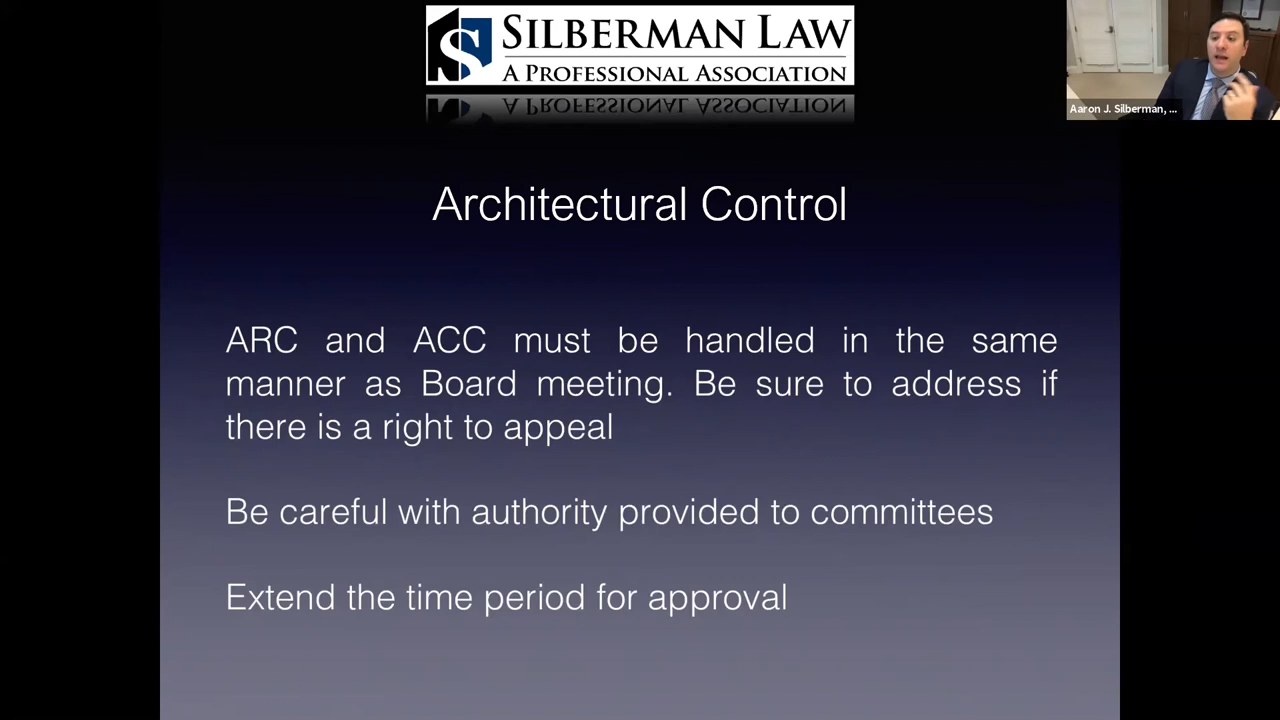 SILBERMAN LAW
A PROFESSIONAL ASSOCIATION
Aaron J. Silberman, ...
Architectural Control
ARC and ACC must be handled in the same
manner as Board meeting. Be sure to address if
there is a right to appeal
Be careful with authority provided to committees
Extend the time period for approval